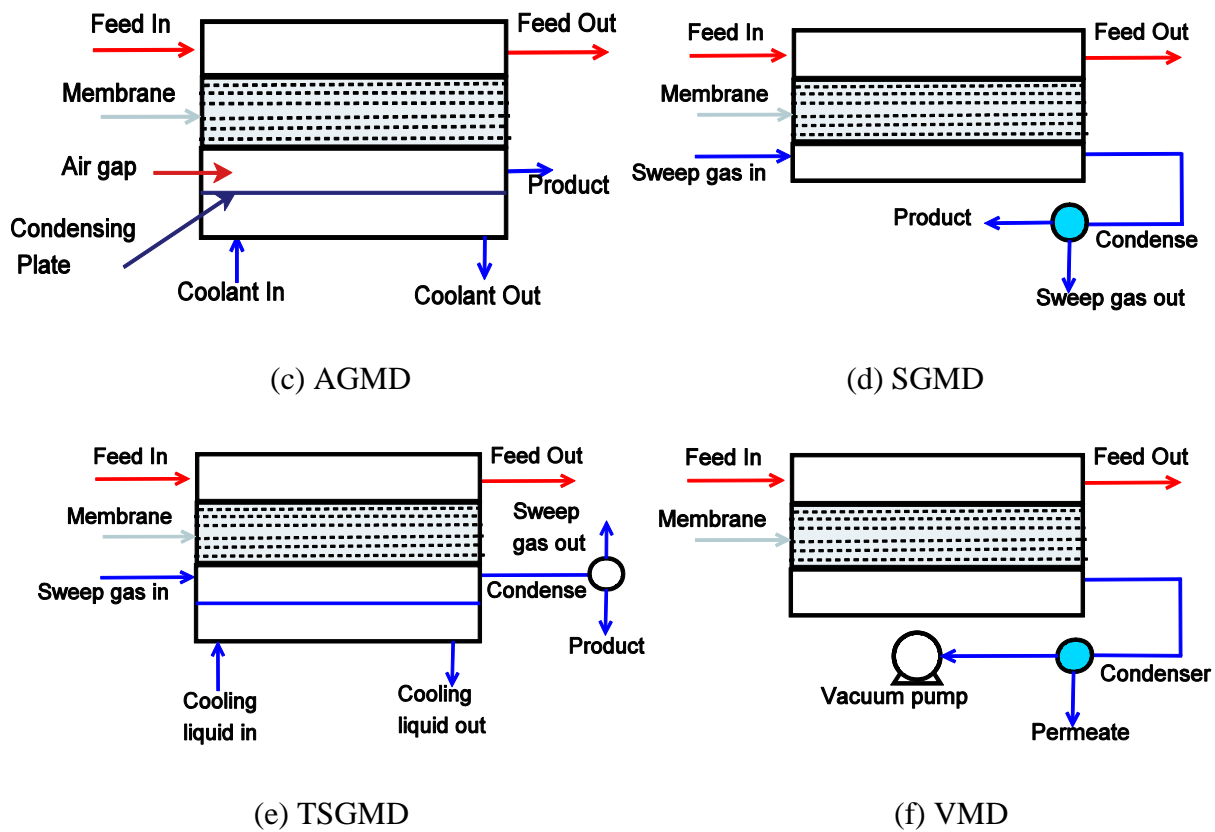 Feed In
Feed Out
Membrane
Air gap
Product
Condensing
Plate
Coolant In
Coolant Out
(c) AGMD
Feed In
Feed Out
Membrane
Sweep gas in
Product
Condense
Sweep gas out
(d) SGMD
Feed In
Feed Out
Membrane
Sweep
gas out
Sweep gas in
Condense
Product
Cooling
liquid in
Cooling
liquid out
(e) TSGMD
Feed In
Feed Out
Membrane
Vacuum pump
Condenser
Permeate
(f) VMD